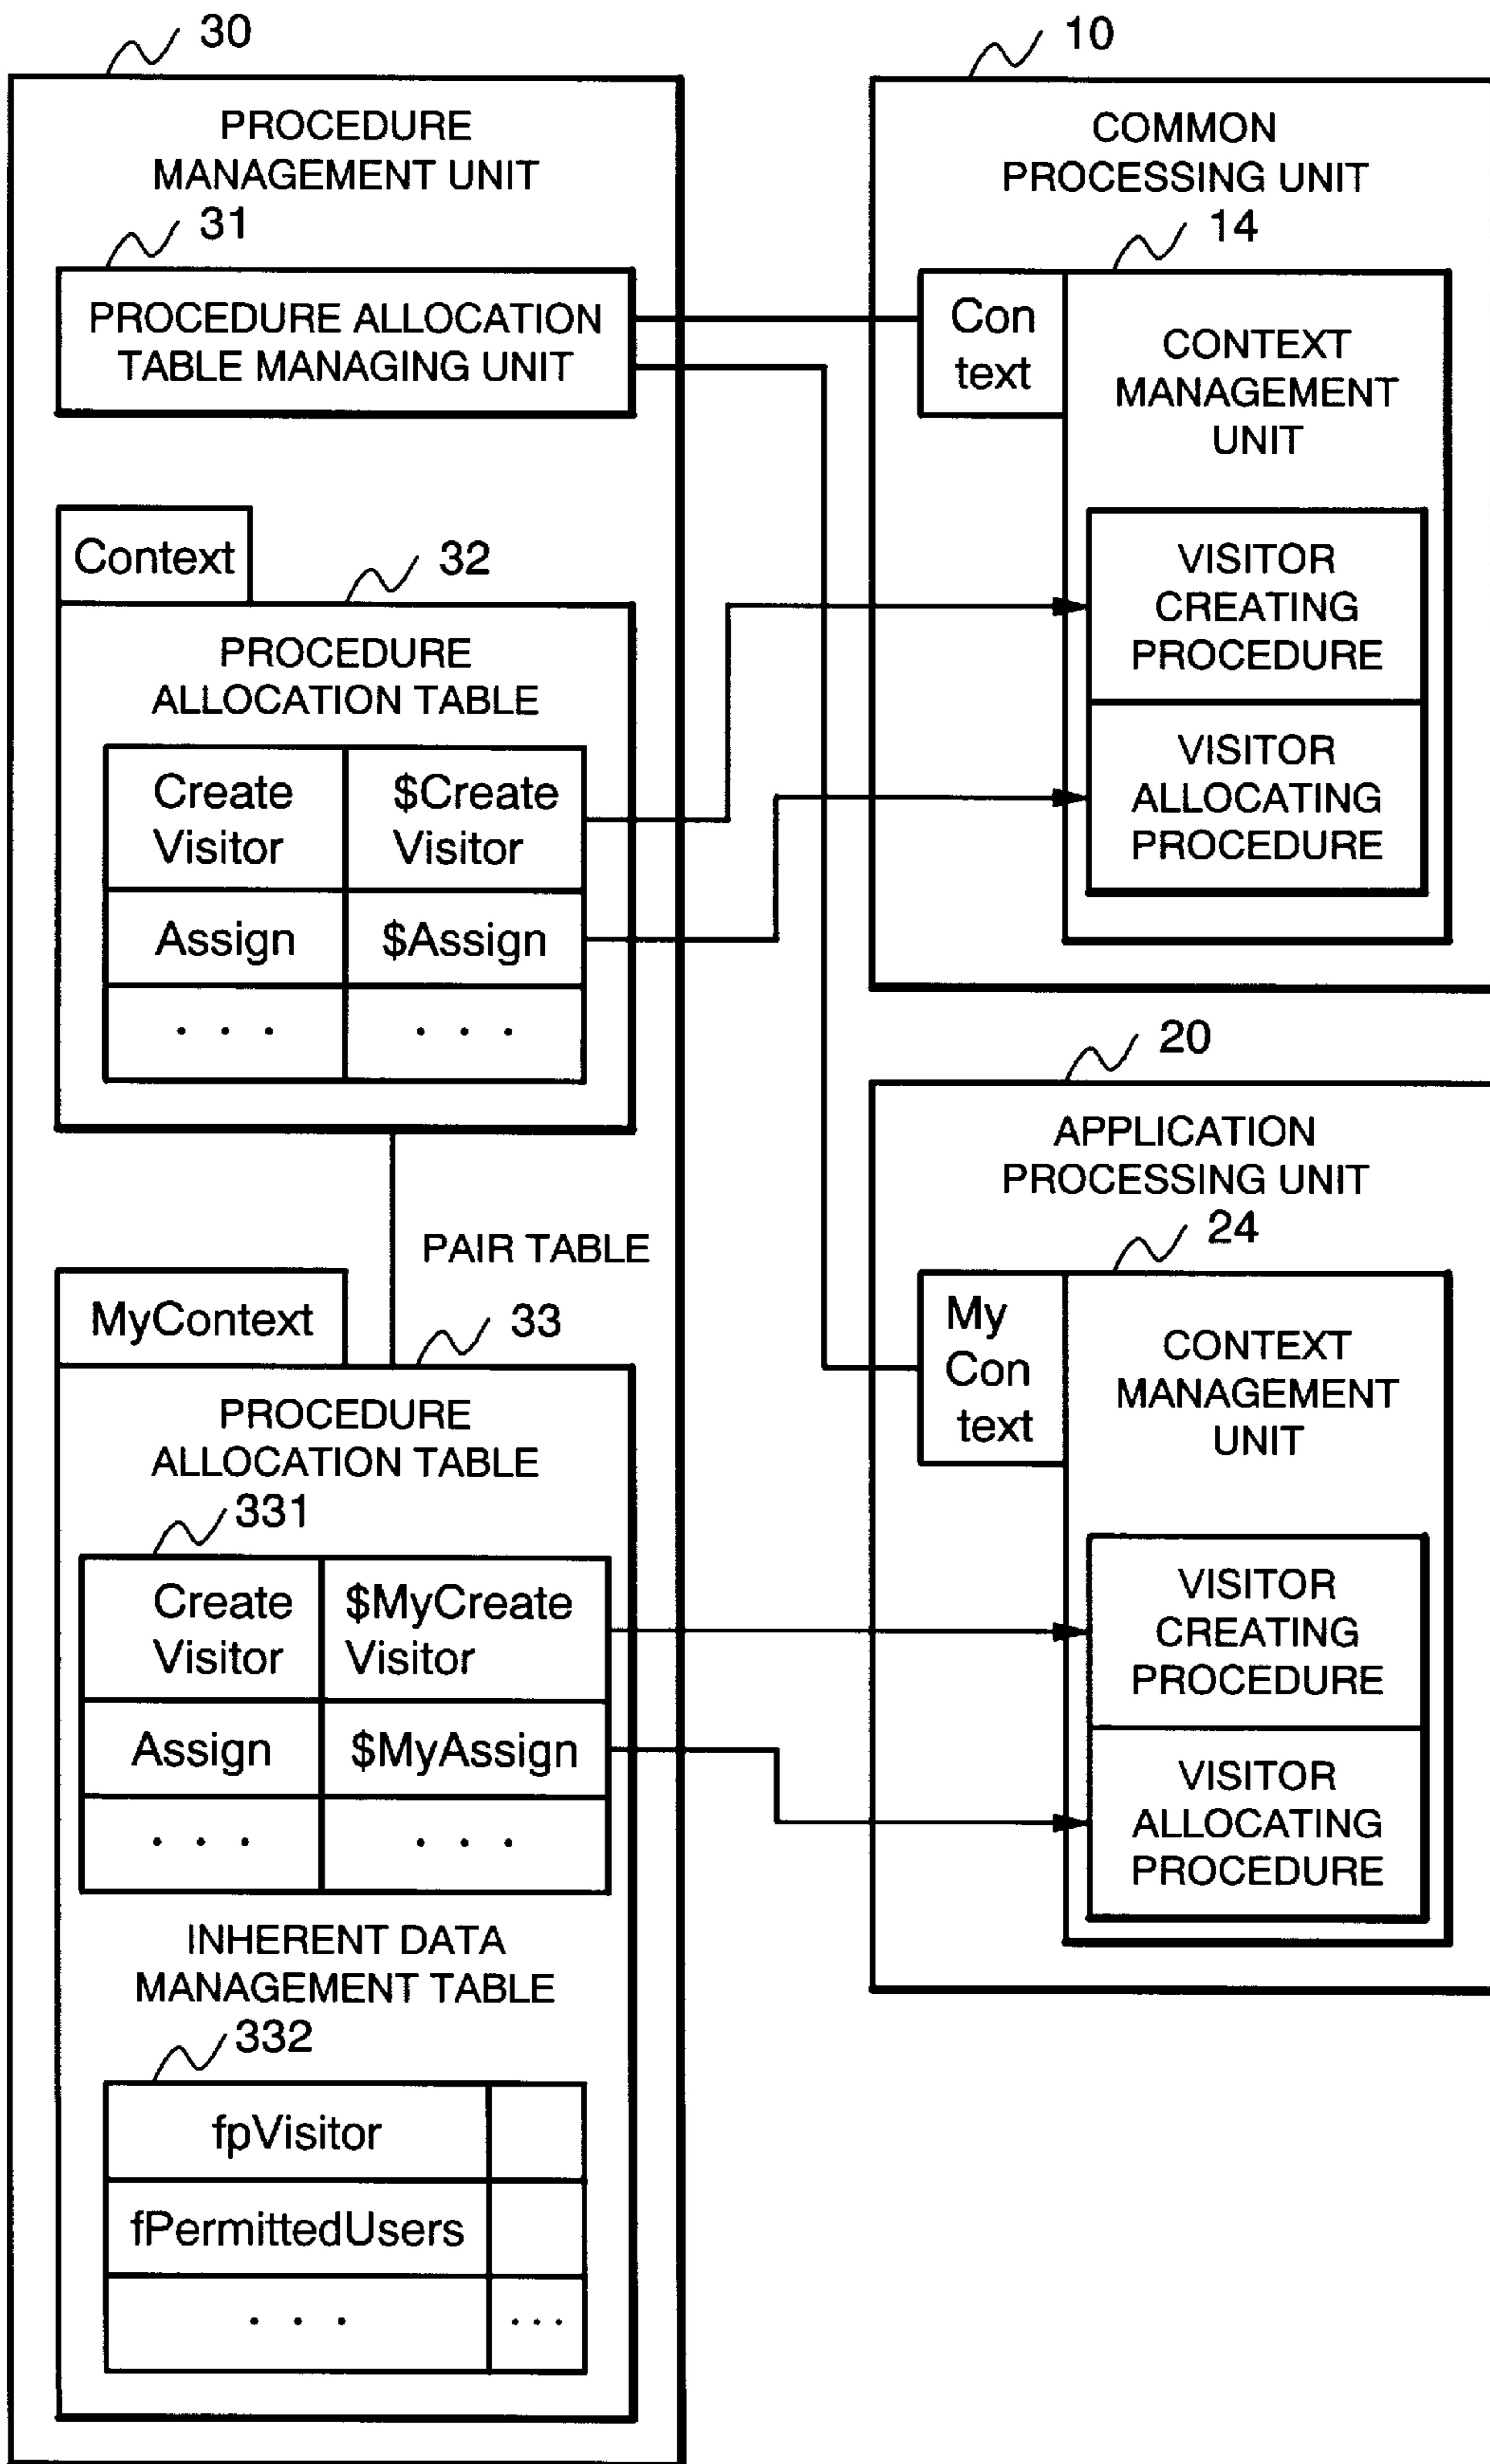 30
PROCEDURE
MANAGEMENT UNIT
31
PROCEDURE ALLOCATION
TABLE MANAGING UNIT
Context
32
PROCEDURE
ALLOCATION TABLE
Create
Visitor
$Create
Visitor
Assign
$Assign
. . .
. . .
PAIR TABLE
MyContext
33
PROCEDURE
ALLOCATION TABLE
331
Create
Visitor
$MyCreate
Visitor
Assign
$MyAssign
. . .
. . .
INHERENT DATA
MANAGEMENT TABLE
332
fpVisitor
fPermittedUsers
. . .
...
10
COMMON
PROCESSING UNIT
14
Con
text
CONTEXT
MANAGEMENT
UNIT
VISITOR
CREATING
PROCEDURE
VISITOR
ALLOCATING
PROCEDURE
20
APPLICATION
PROCESSING UNIT
24
My
Con
text
CONTEXT
MANAGEMENT
UNIT
VISITOR
CREATING
PROCEDURE
VISITOR
ALLOCATING
PROCEDURE